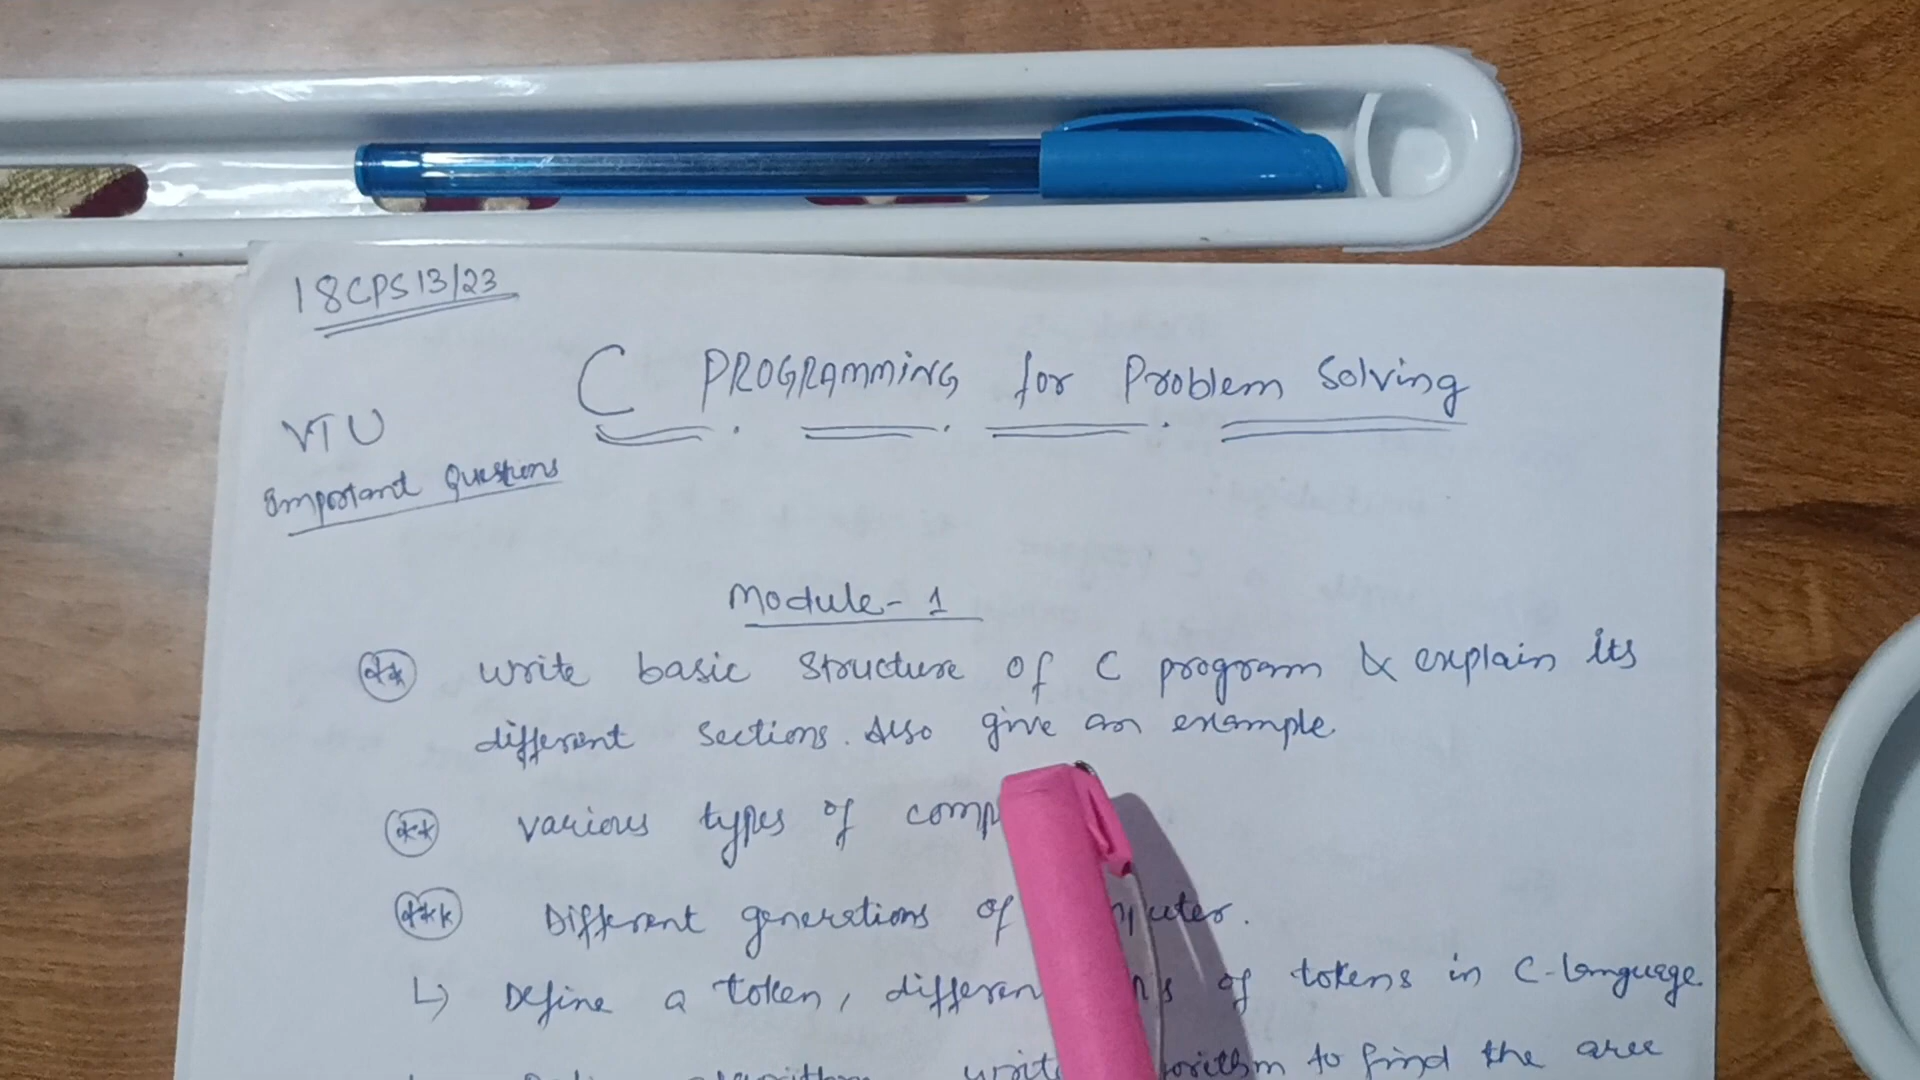 18CPS13/23
C PROGRAMMING for Problem Solving
VTU
Important Questions
Module - 1
** write basic structure of C program & explain its
different sections. Also give an example.
** various types of
*** Different generations of
↳ Define a token, of tokens in C-language
to find the area